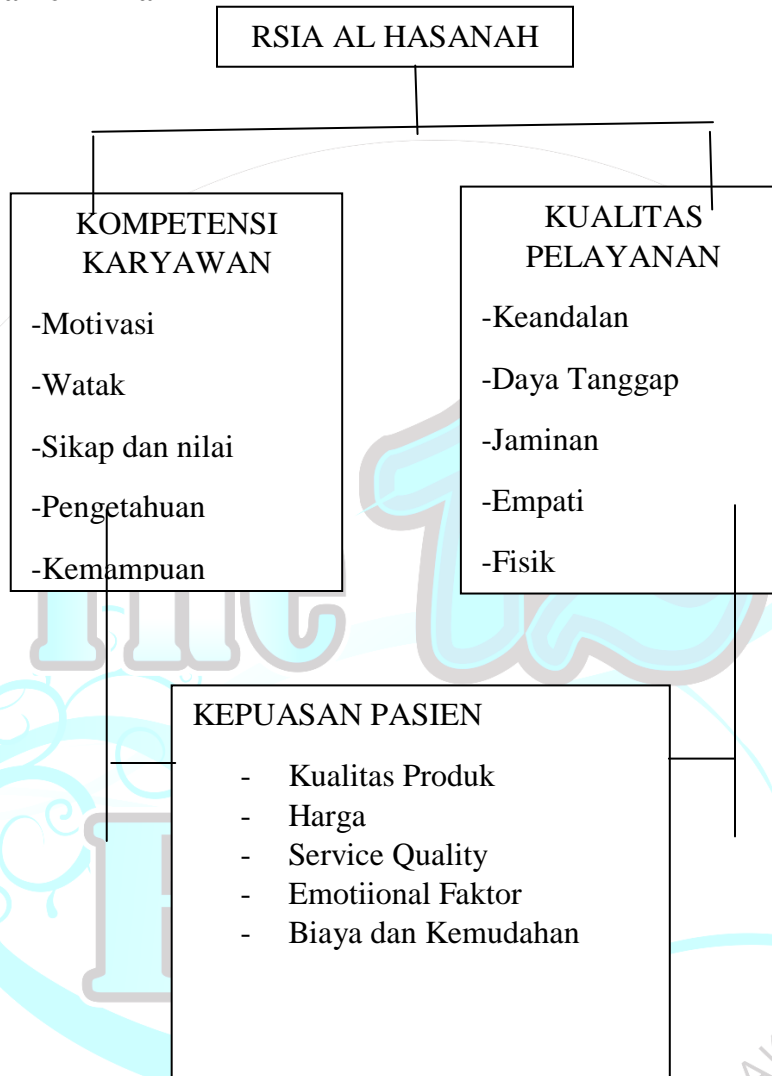 RSIA AL HASANAH
KOMPETENSI
KARYAWAN
-Motivasi
-Watak
-Sikap dan nilai
-Pengetahuan
-Kemampuan
KUALITAS
PELAYANAN
-Keandalan
-Daya Tanggap
-Jaminan
-Empati
-Fisik
KEPUASAN PASIEN
- Kualitas Produk
- Harga
- Service Quality
- Emotiional Faktor
- Biaya dan Kemudahan